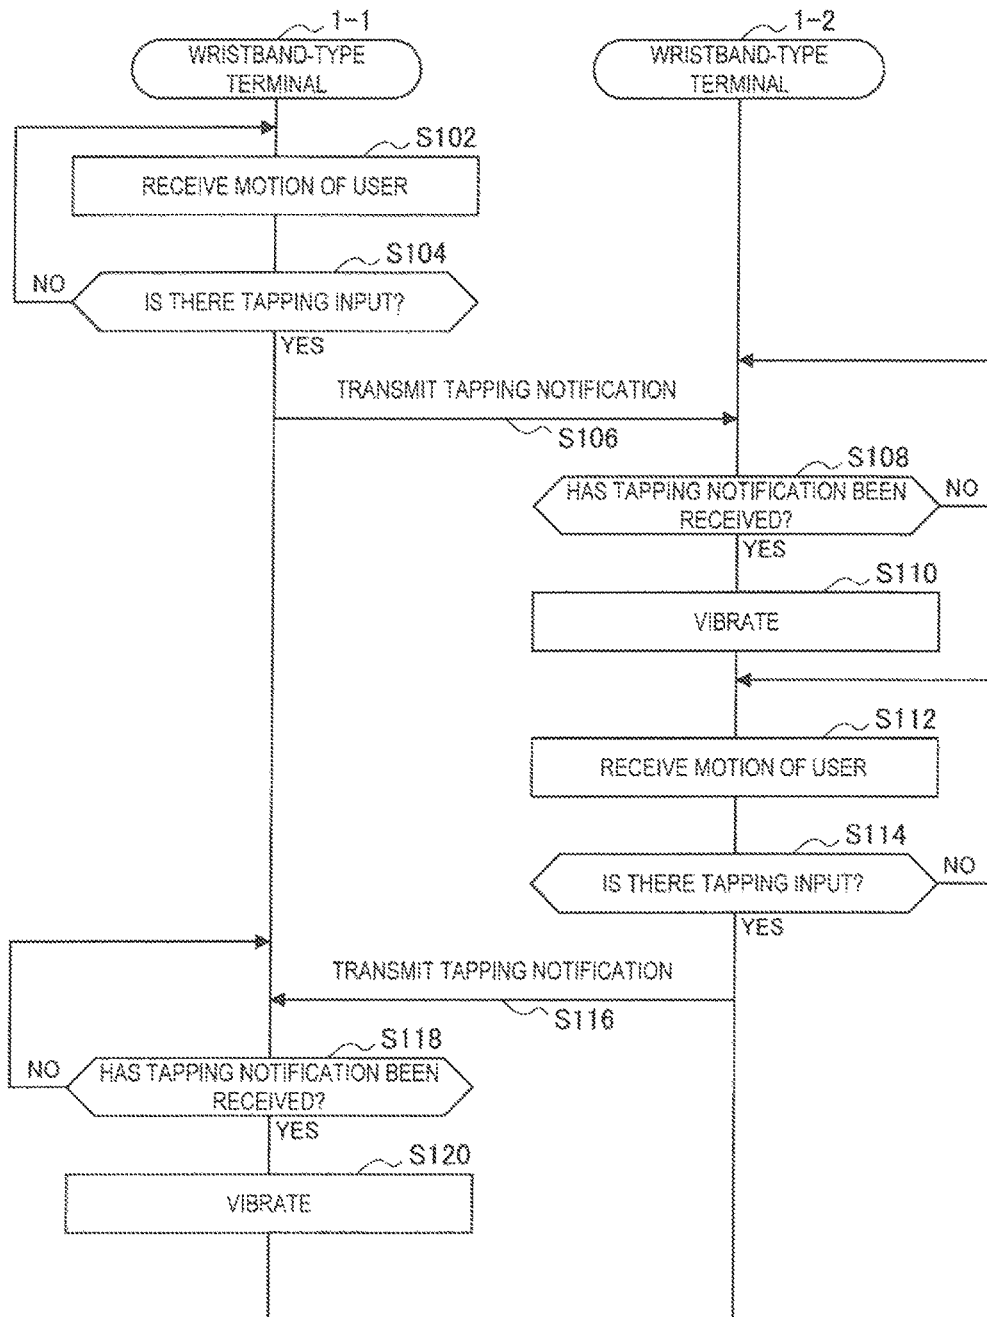 1-1
1-2
WRISTBAND-TYPE
TERMINAL
WRISTBAND-TYPE
TERMINAL
S102
RECEIVE MOTION OF USER
S104
NO
IS THERE TAPPING INPUT?
YES
TRANSMIT TAPPING NOTIFICATION
S106
S108
HAS TAPPING NOTIFICATION BEEN
RECEIVED?
NO
YES
S110
VIBRATE
S112
RECEIVE MOTION OF USER
S114
IS THERE TAPPING INPUT?
NO
YES
TRANSMIT TAPPING NOTIFICATION
S116
S118
NO
HAS TAPPING NOTIFICATION BEEN
RECEIVED?
YES
S120
VIBRATE